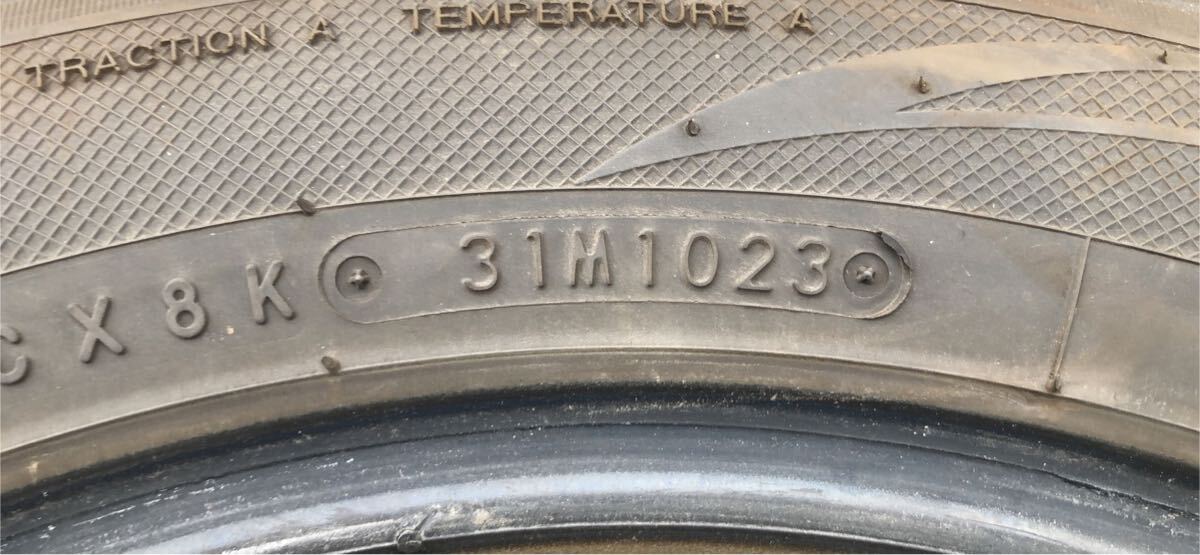 TRACTION A TEMPERATURE A
C X 8 K 31M1023